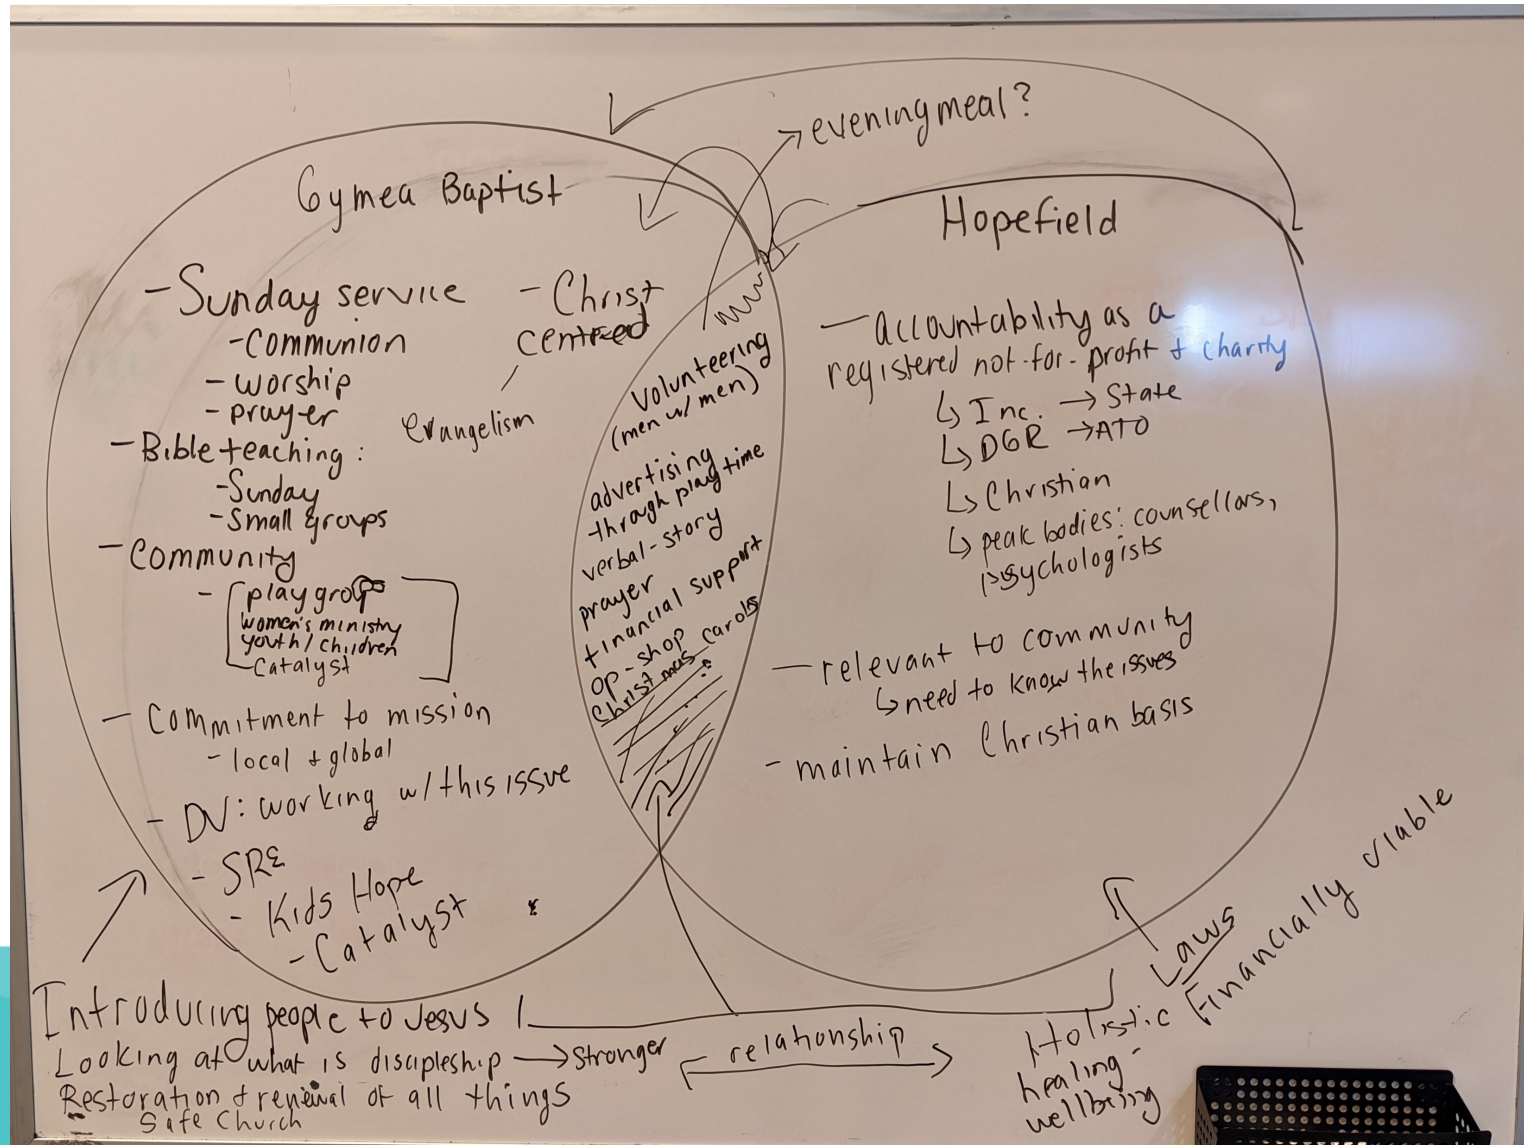 evening meal?
Gymea Baptist
- Sunday service
- Communion
- worship
- prayer
- Bible teaching:
- Sunday
- Small groups
- Community
- playgroup
women's ministry
youth/children
- Catalyst
- Commitment to mission
- local + global
- DV: working w/ this issue
- SRE
- Kids Hope
- Catalyst
- Christ
centred
evangelism
volunteering
(men w/ men)
advertising
through playtime
verbal-story
prayer
financial support
op-shop
Christmas carols
Hopefield
- accountability as a
registered not-for-profit + charity
↳ Inc. → State
↳ DGR → ATO
↳ Christian
↳ peak bodies: counsellors,
psychologists
- relevant to community
↳ need to know the issues
- maintain Christian basis
Introducing people to Jesus
Looking at what is discipleship → Stronger
Restoration + renewal of all things
- Safe Church
relationship
Laws
Financially viable
Holistic
healing -
wellbeing